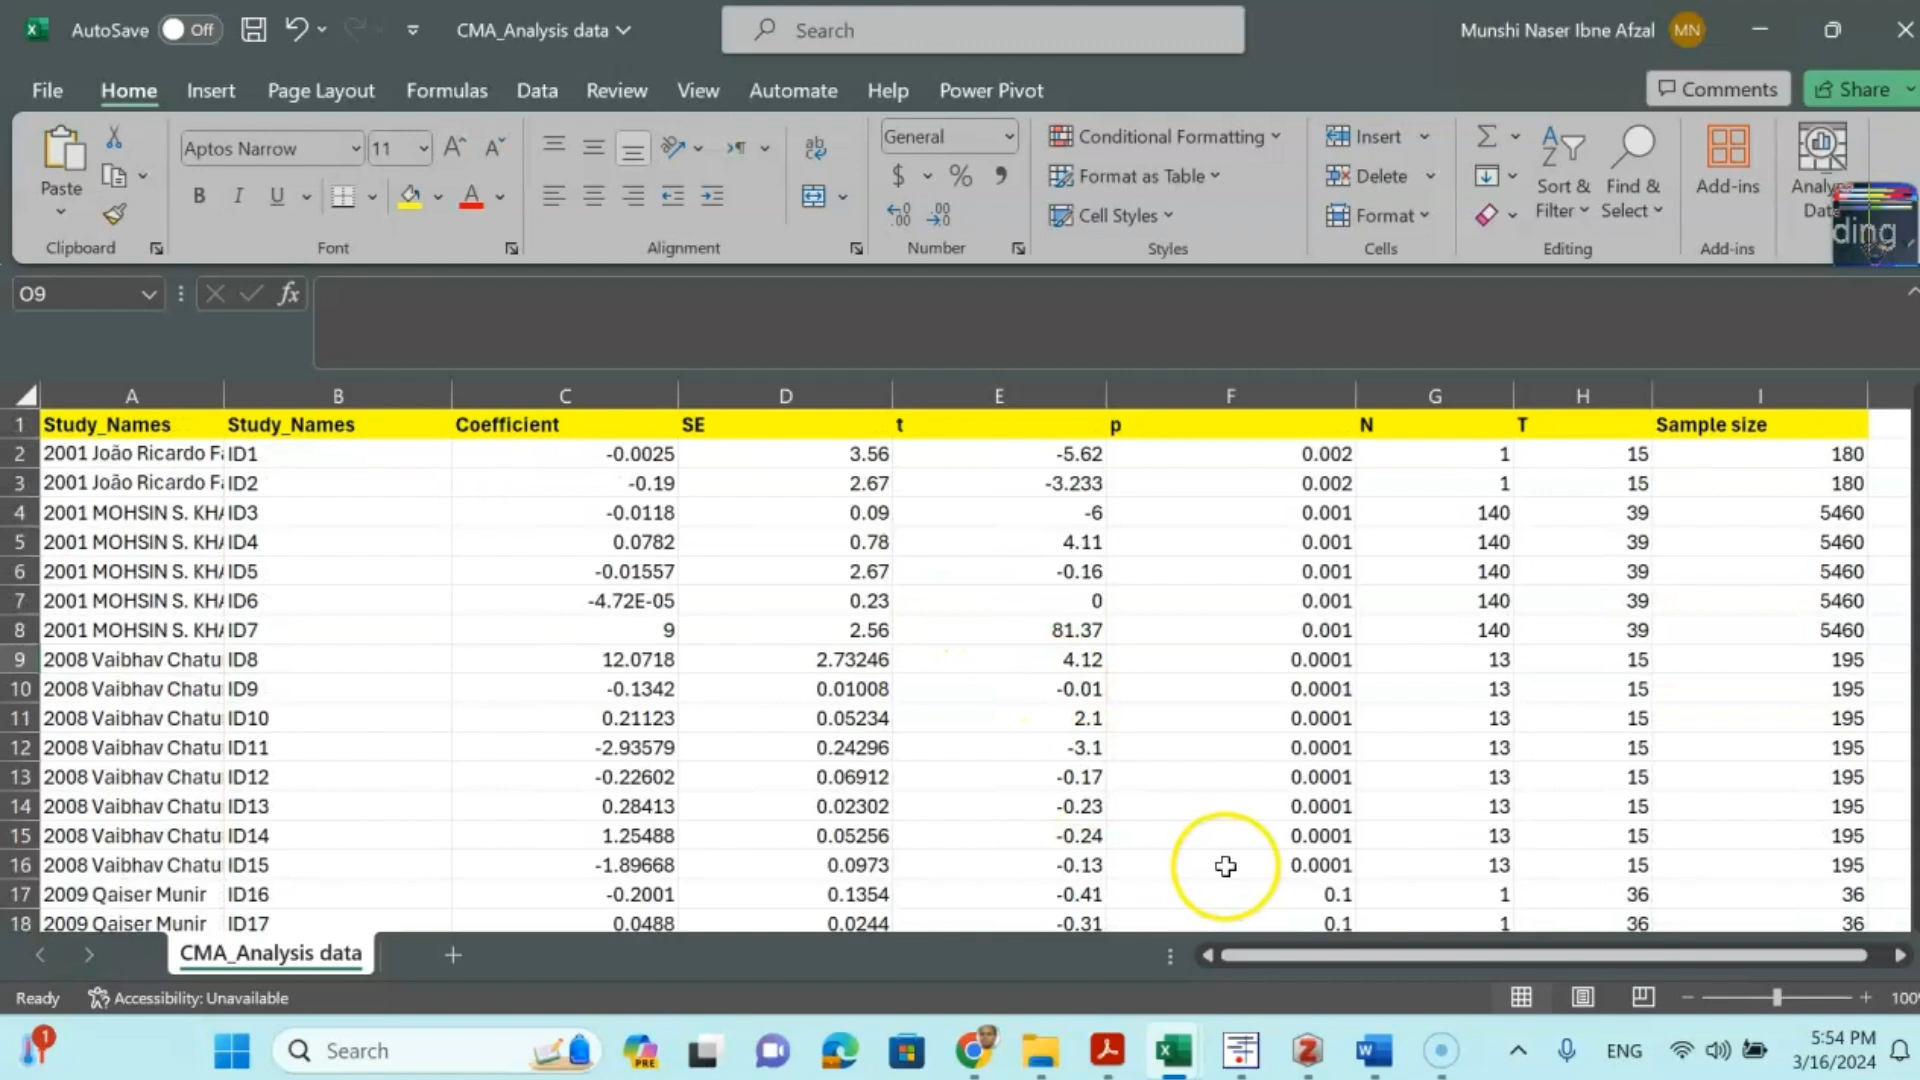 AutoSave Off CMA_Analysis data Search Munshi Naser Ibne Afzal MN
File Home Insert Page Layout Formulas Data Review View Automate Help Power Pivot Comments Share
Aptos Narrow 11 General Conditional Formatting Insert
Paste Format as Table Delete Sort & Filter Find & Select Add-ins
B I U $ % Cell Styles Format
Clipboard Font Alignment Number Styles Cells Editing Add-ins
ding
O9 fx
A B C D E F G H I
1 Study_Names Study_Names Coefficient SE t p N T Sample size
2 2001 João Ricardo ID1 -0.0025 3.56 -5.62 0.002 1 15 180
3 2001 João Ricardo ID2 -0.19 2.67 -3.233 0.002 1 15 180
4 2001 MOHSIN S. KHA ID3 -0.0118 0.09 -6 0.001 140 39 5460
5 2001 MOHSIN S. KHA ID4 0.0782 0.78 4.11 0.001 140 39 5460
6 2001 MOHSIN S. KHA ID5 -0.01557 2.67 -0.16 0.001 140 39 5460
7 2001 MOHSIN S. KHA ID6 -4.72E-05 0.23 0 0.001 140 39 5460
8 2001 MOHSIN S. KHA ID7 9 2.56 81.37 0.001 140 39 5460
9 2008 Vaibhav Chatu ID8 12.0718 2.73246 4.12 0.0001 13 15 195
10 2008 Vaibhav Chatu ID9 -0.1342 0.01008 -0.01 0.0001 13 15 195
11 2008 Vaibhav Chatu ID10 0.21123 0.05234 2.1 0.0001 13 15 195
12 2008 Vaibhav Chatu ID11 -2.93579 0.24296 -3.1 0.0001 13 15 195
13 2008 Vaibhav Chatu ID12 -0.22602 0.06912 -0.17 0.0001 13 15 195
14 2008 Vaibhav Chatu ID13 0.28413 0.02302 -0.23 0.0001 13 15 195
15 2008 Vaibhav Chatu ID14 1.25488 0.05256 -0.24 0.0001 13 15 195
16 2008 Vaibhav Chatu ID15 -1.89668 0.0973 -0.13 0.0001 13 15 195
17 2009 Qaiser Munir ID16 -0.2001 0.1354 -0.41 0.1 1 36 36
18 2009 Qaiser Munir ID17 0.0488 0.0244 -0.31 0.1 1 36 36
CMA_Analysis data
Ready Accessibility: Unavailable 100
1 Search PRE ENG 5:54 PM
3/16/2024